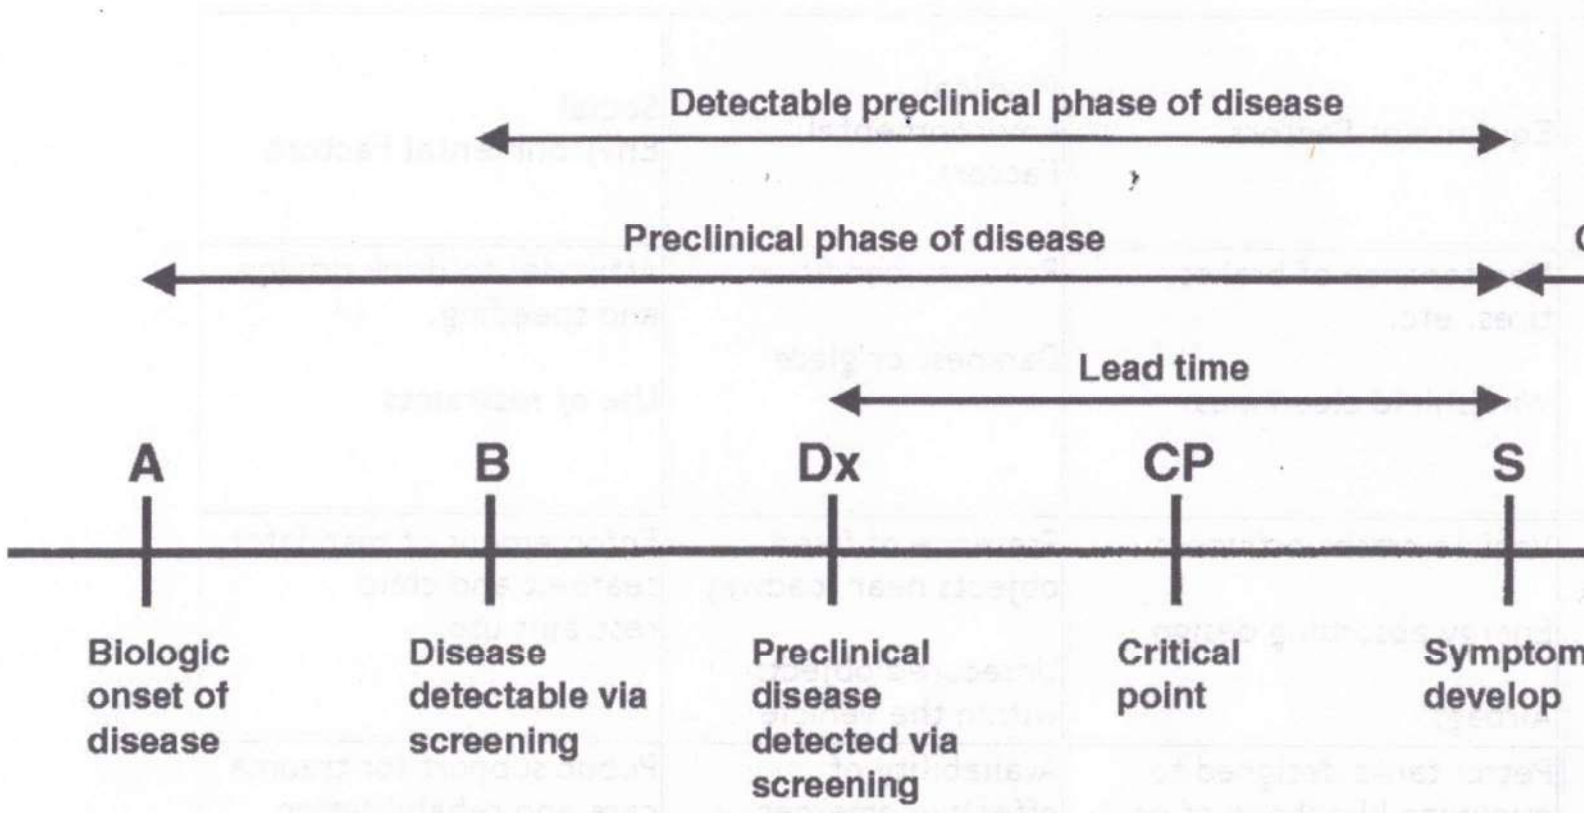 Detectable preclinical phase of disease
Preclinical phase of disease
Lead time
A B Dx CP S
Biologic
onset of
disease
Disease
detectable via
screening
Preclinical
disease
detected via
screening
Critical
point
Symptom
develop